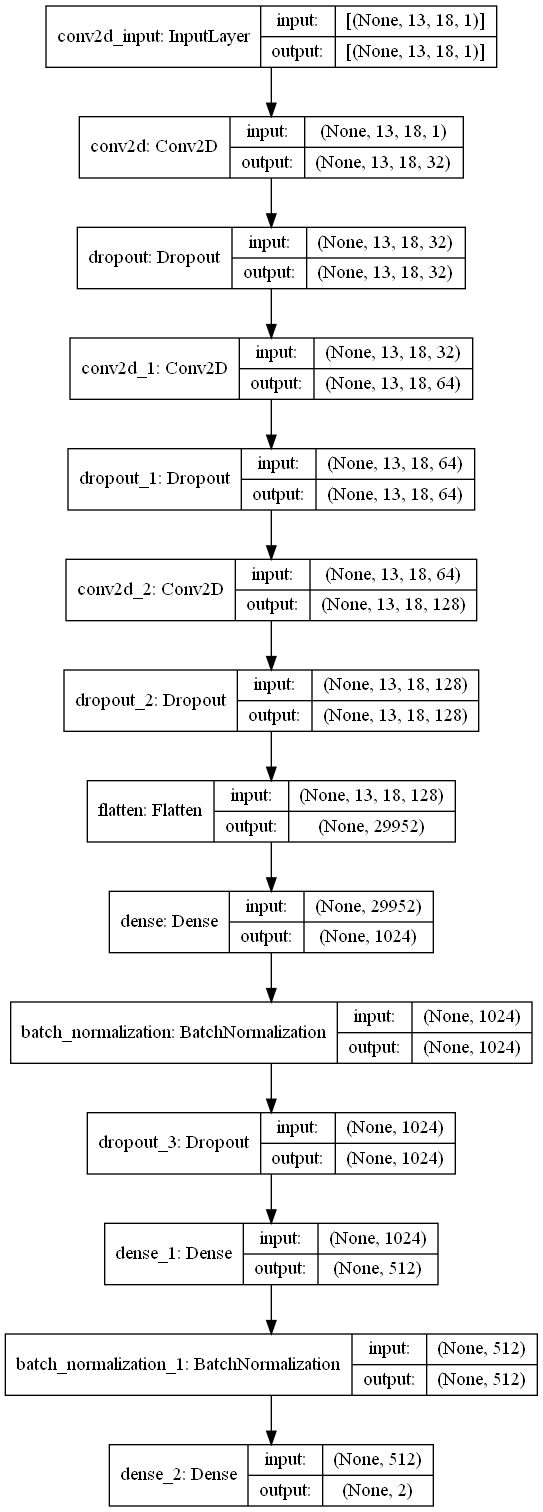 conv2d_input: InputLayer
input: [(None, 13, 18, 1)]
output: [(None, 13, 18, 1)]
conv2d: Conv2D
input: (None, 13, 18, 1)
output: (None, 13, 18, 32)
dropout: Dropout
input: (None, 13, 18, 32)
output: (None, 13, 18, 32)
conv2d_1: Conv2D
input: (None, 13, 18, 32)
output: (None, 13, 18, 64)
dropout_1: Dropout
input: (None, 13, 18, 64)
output: (None, 13, 18, 64)
conv2d_2: Conv2D
input: (None, 13, 18, 64)
output: (None, 13, 18, 128)
dropout_2: Dropout
input: (None, 13, 18, 128)
output: (None, 13, 18, 128)
flatten: Flatten
input: (None, 13, 18, 128)
output: (None, 29952)
dense: Dense
input: (None, 29952)
output: (None, 1024)
batch_normalization: BatchNormalization
input: (None, 1024)
output: (None, 1024)
dropout_3: Dropout
input: (None, 1024)
output: (None, 1024)
dense_1: Dense
input: (None, 1024)
output: (None, 512)
batch_normalization_1: BatchNormalization
input: (None, 512)
output: (None, 512)
dense_2: Dense
input: (None, 512)
output: (None, 2)